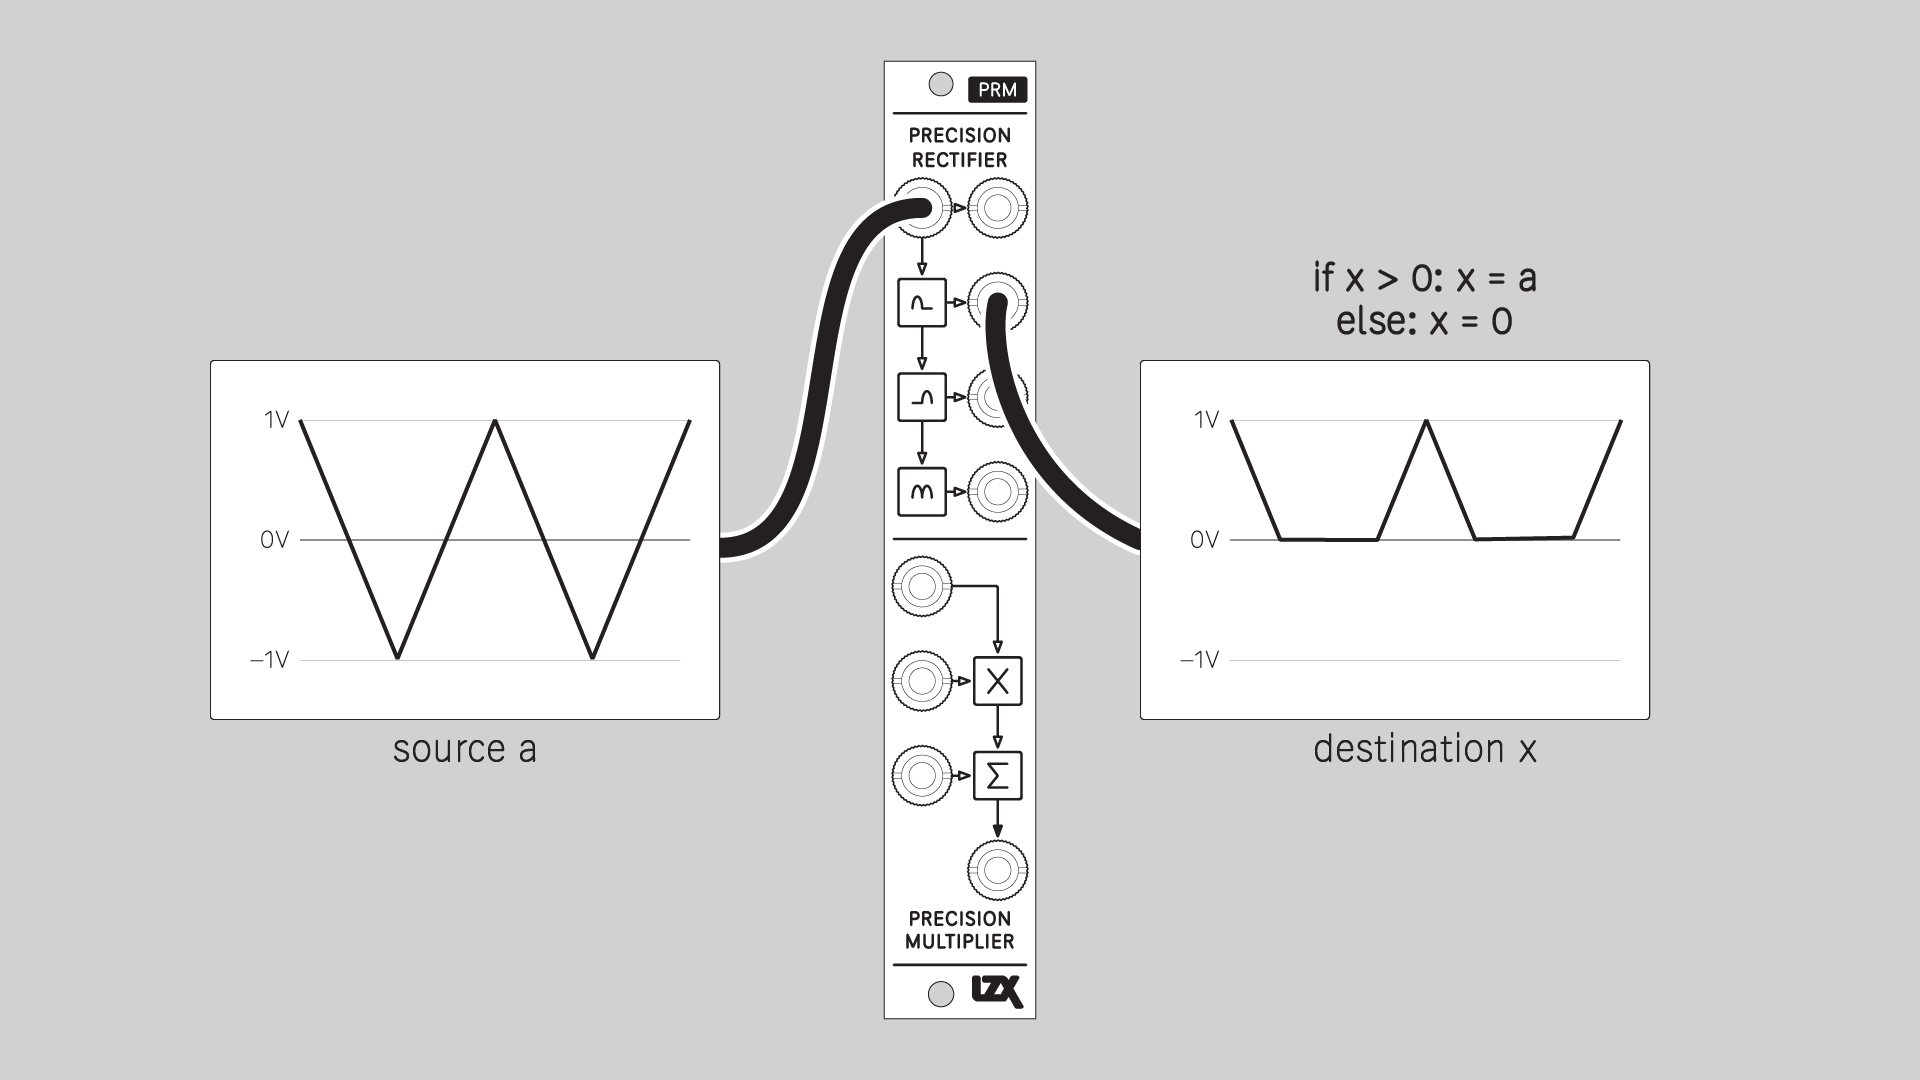 PRM
PRECISION
RECTIFIER
if x > 0: x = a
else: x = 0
1V
0V
–1V
source a
1V
0V
–1V
destination x
X
Σ
PRECISION
MULTIPLIER
LZX